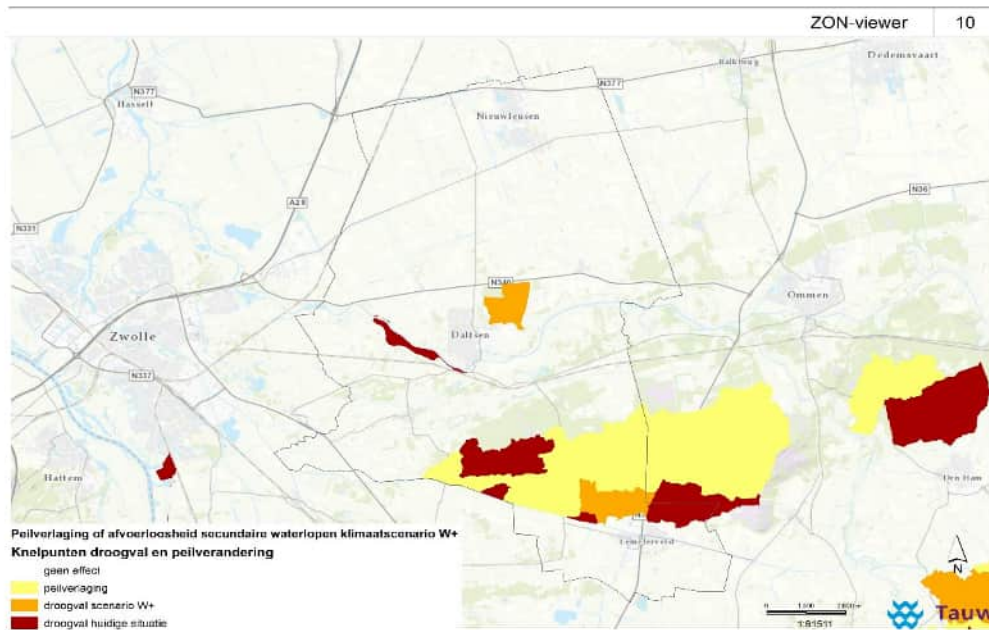 ZON-viewer 10
Dedemsvaart
Balkbrug
N377
N377
Hasselt
Nieuwleusen
A28
N36
N331
N340
Ommen
Zwolle
Dalfsen
N337
Hattem
Den Ham
Lemelerveld
Peilverlaging of afvoerloosheid secundaire waterlopen klimaatscenario W+
Knelpunten droogval en peilverandering
geen effect
peilverlaging
droogval scenario W+
droogval huidige situatie
N
Tauw